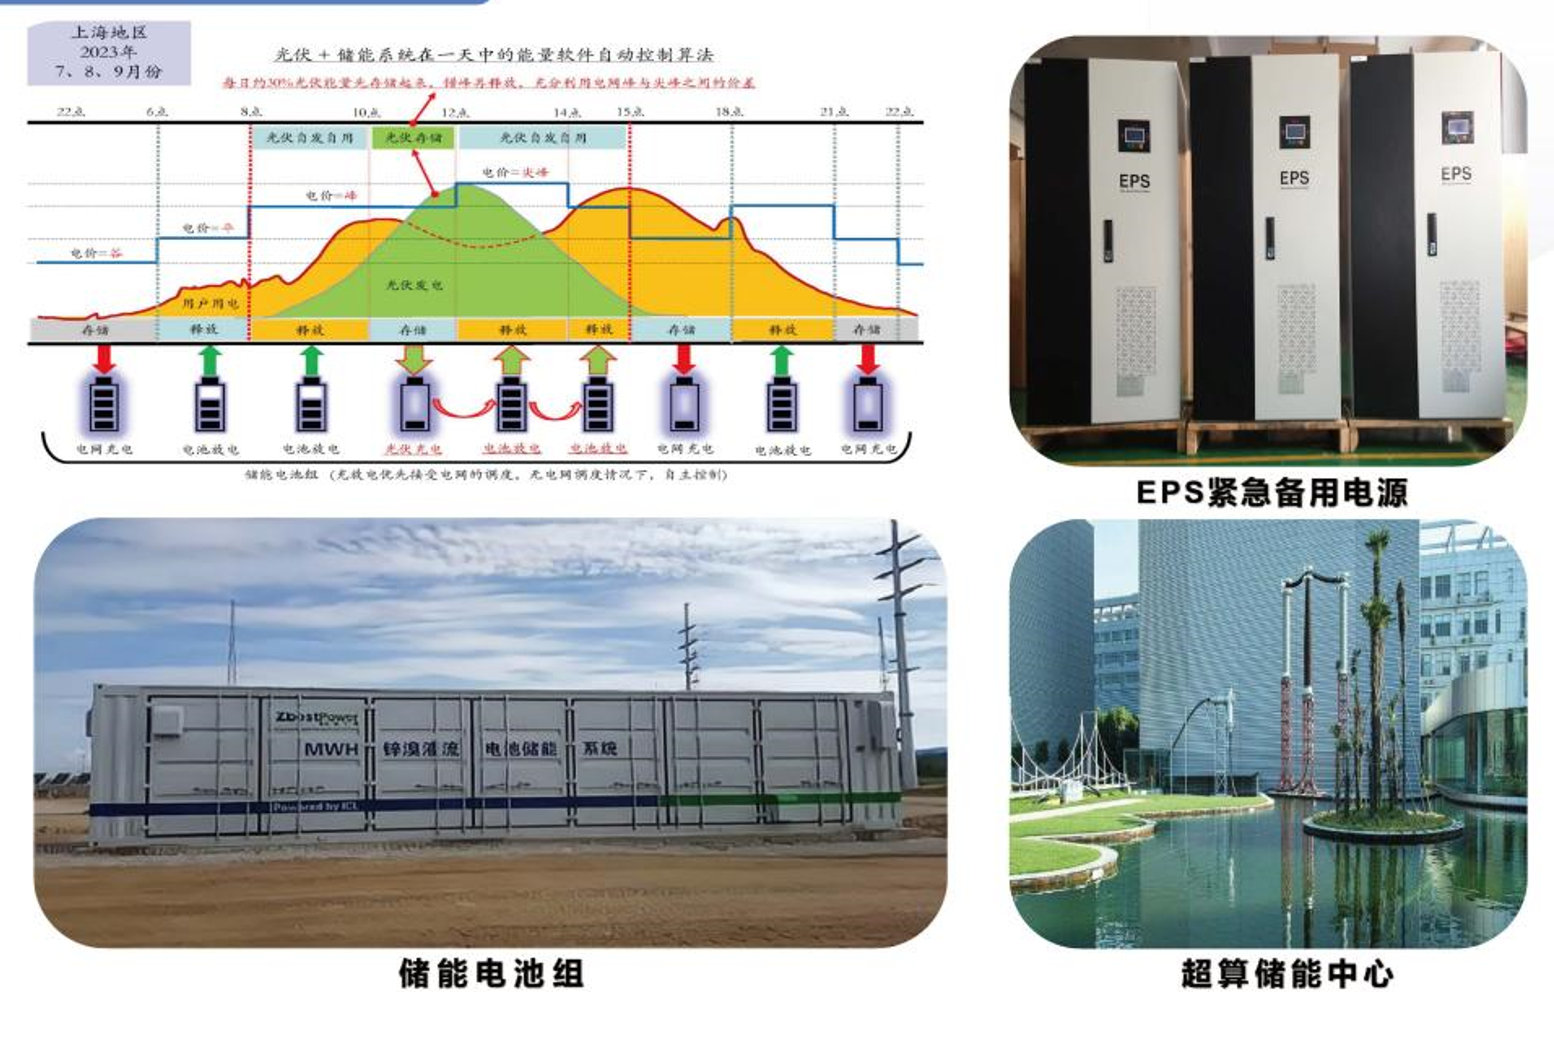 上海地区
2023年
7、8、9月份
光伏 + 储能系统在一天中的能量软件自动控制算法
每日约30%光伏能量先存储起来，错峰再释放，充分利用电网峰与尖峰之间的价差
22点 6点 8点 10点 12点 14点 15点 18点 21点 22点
光伏自发自用 光伏存储 光伏自发自用
电价=尖峰
电价=峰
电价=平
电价=谷
光伏发电
用户用电
存储 释放 释放 存储 释放 释放 存储 释放 存储
电网充电 电池放电 电池放电 光伏充电 电池放电 电池放电 电网充电 电池放电 电网充电
储能电池组 (充放电优先接受电网的调度，无电网调度情况下，自主控制)
EPS
EPS
EPS
EPS紧急备用电源
ZbestPower
MWH 锌溴液流 电池储能 系统
Powered by ICL
储能电池组
超算储能中心